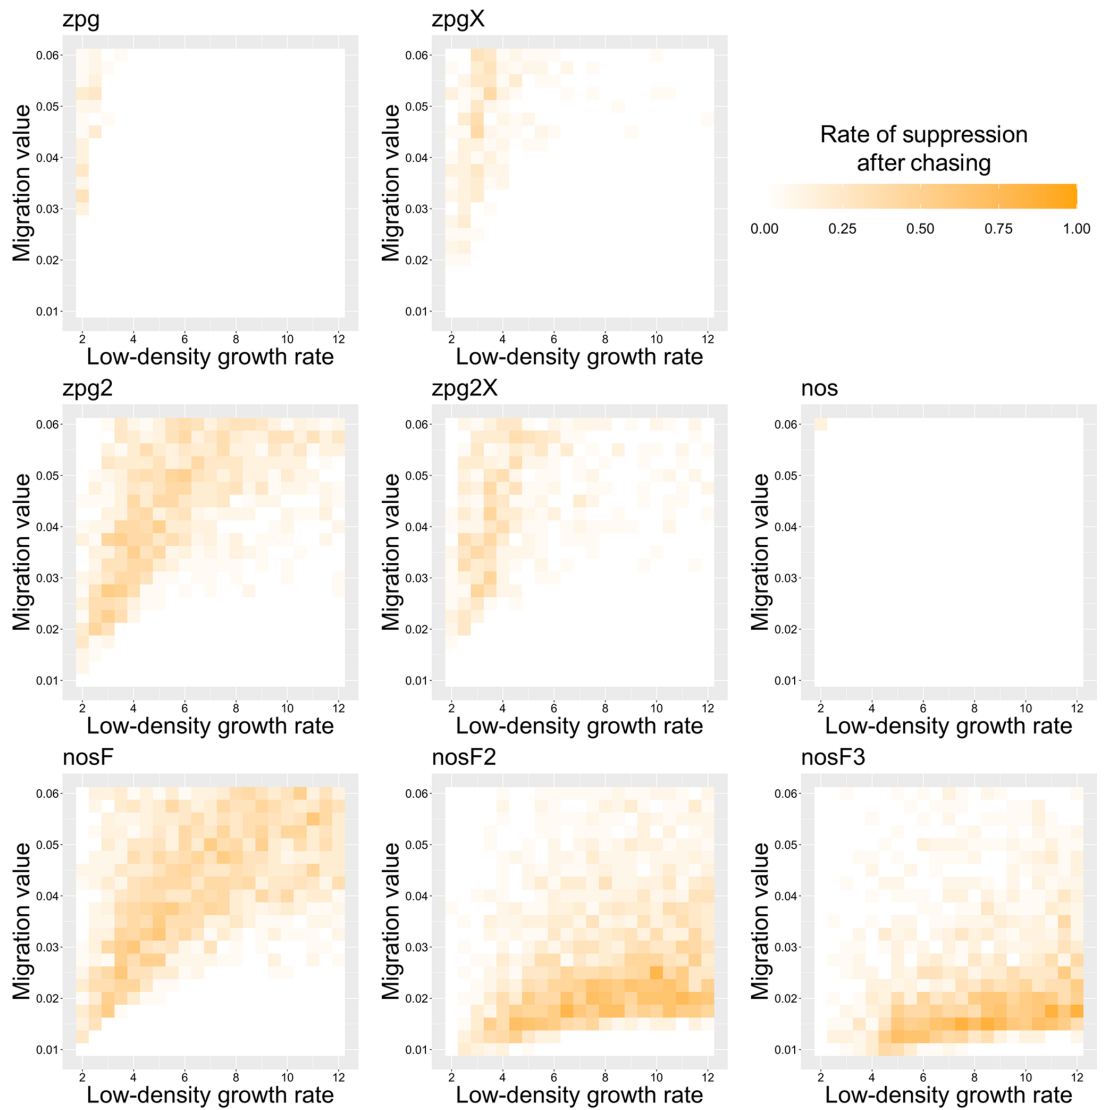 zpg
0.06
0.05
0.04
0.03
0.02
0.01
Migration value
2 4 6 8 10 12
Low-density growth rate
zpgX
0.06
0.05
0.04
0.03
0.02
0.01
Migration value
2 4 6 8 10 12
Low-density growth rate
Rate of suppression
after chasing
0.00 0.25 0.50 0.75 1.00
zpg2
0.06
0.05
0.04
0.03
0.02
0.01
Migration value
2 4 6 8 10 12
Low-density growth rate
zpg2X
0.06
0.05
0.04
0.03
0.02
0.01
Migration value
2 4 6 8 10 12
Low-density growth rate
nos
0.06
0.05
0.04
0.03
0.02
0.01
Migration value
2 4 6 8 10 12
Low-density growth rate
nosF
0.06
0.05
0.04
0.03
0.02
0.01
Migration value
2 4 6 8 10 12
Low-density growth rate
nosF2
0.06
0.05
0.04
0.03
0.02
0.01
Migration value
2 4 6 8 10 12
Low-density growth rate
nosF3
0.06
0.05
0.04
0.03
0.02
0.01
Migration value
2 4 6 8 10 12
Low-density growth rate